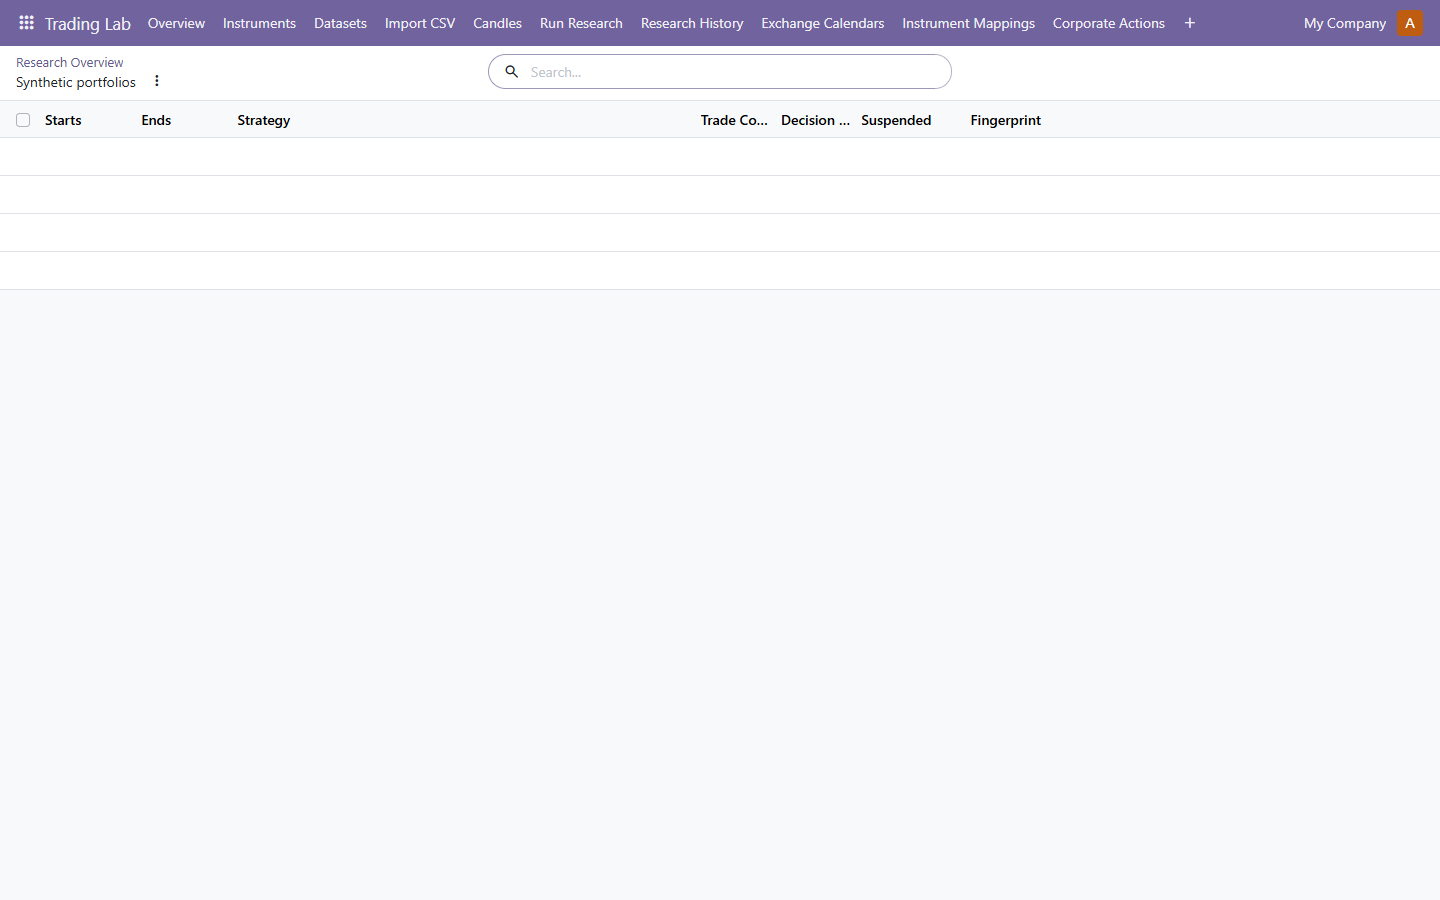 Trading Lab Overview Instruments Datasets Import CSV Candles Run Research Research History Exchange Calendars Instrument Mappings Corporate Actions + My Company A
Research Overview
Synthetic portfolios
Search...
Starts Ends Strategy Trade Co... Decision ... Suspended Fingerprint